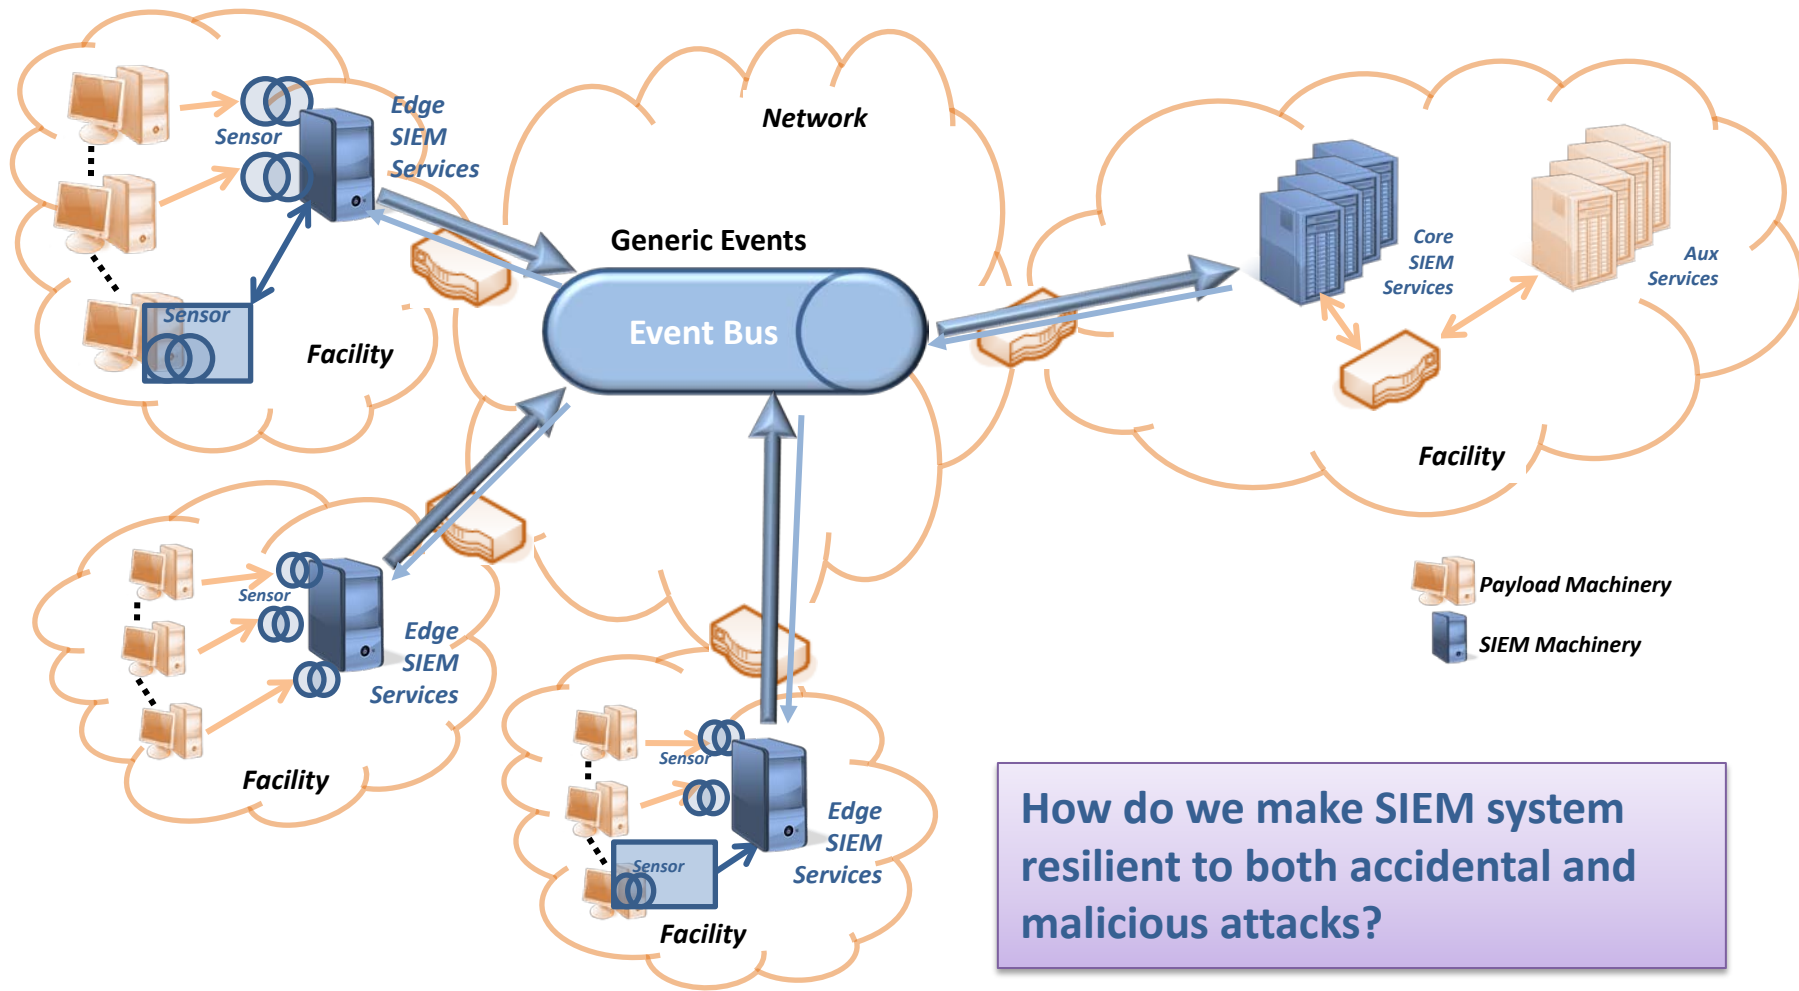 Edge
SIEM
Services
Sensor
Sensor
Facility
Network
Generic Events
Event Bus
Core
SIEM
Services
Aux
Services
Facility
Sensor
Edge
SIEM
Services
Facility
Sensor
Edge
SIEM
Services
Sensor
Facility
Payload Machinery
SIEM Machinery
How do we make SIEM system
resilient to both accidental and
malicious attacks?